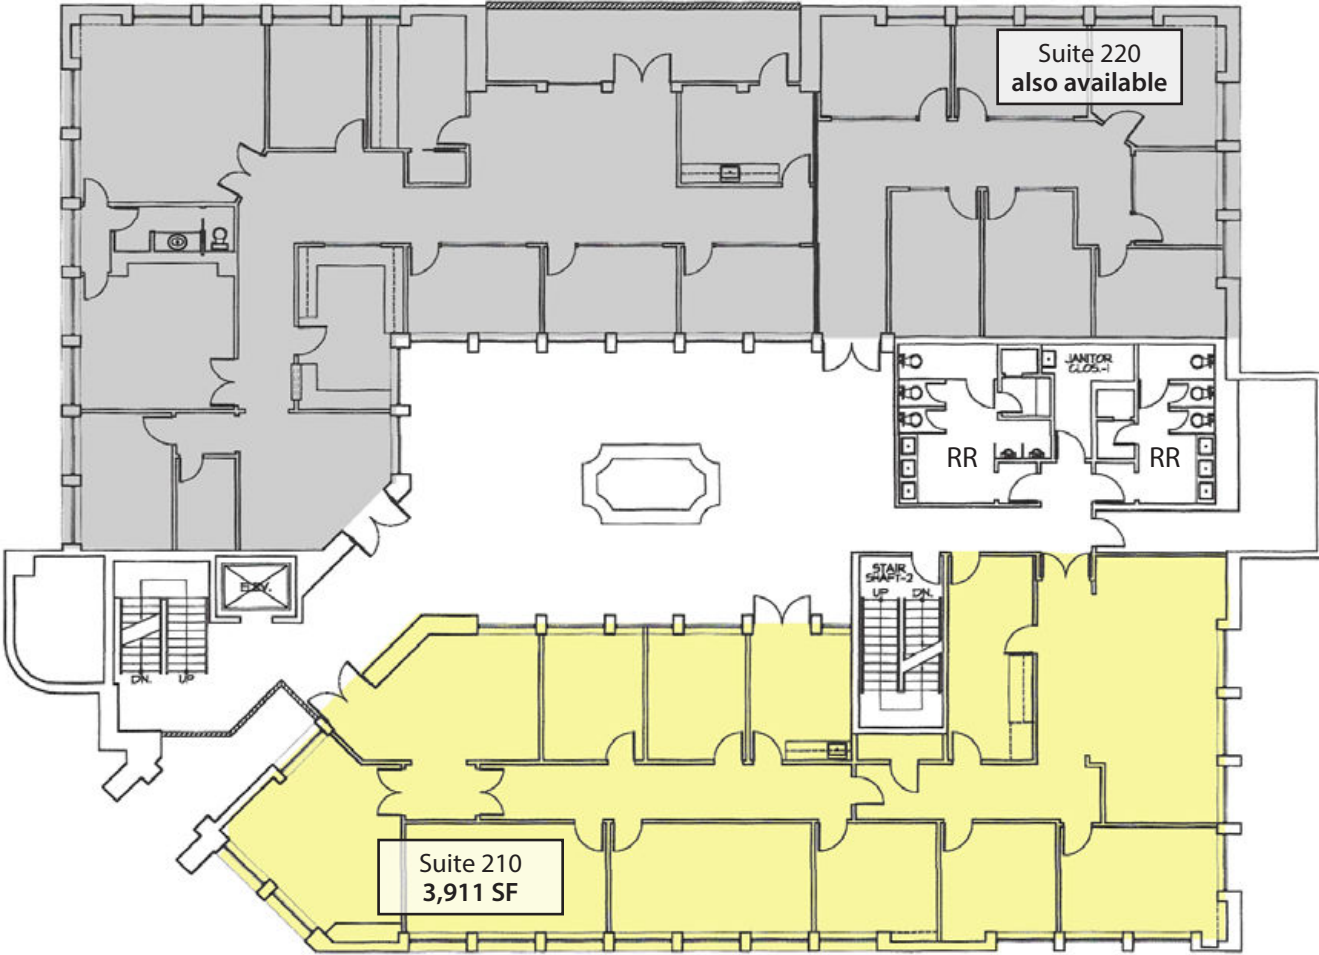 Suite 220
also available
JANITOR
CLOS.-1
RR
RR
STAIR
SHAFT-2
UP DN.
ELEV.
DN. UP
Suite 210
3,911 SF